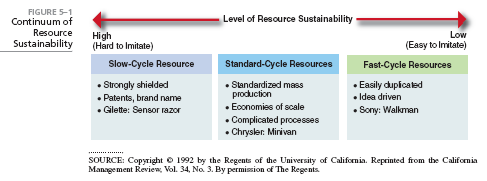 FIGURE 5–1
Continuum of
Resource
Sustainability
Level of Resource Sustainability
High
(Hard to Imitate)
Low
(Easy to Imitate)
Slow-Cycle Resource
• Strongly shielded
• Patents, brand name
• Gilette: Sensor razor
Standard-Cycle Resources
• Standardized mass
production
• Economies of scale
• Complicated processes
• Chrysler: Minivan
Fast-Cycle Resources
• Easily duplicated
• Idea driven
• Sony: Walkman
SOURCE: Copyright © 1992 by the Regents of the University of California. Reprinted from the California
Management Review, Vol. 34, No. 3. By permission of The Regents.